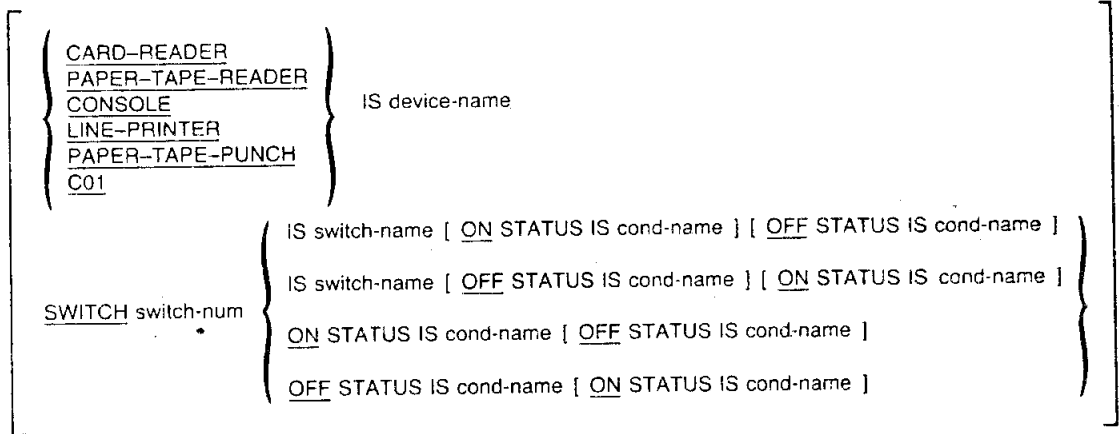 CARD-READER
PAPER-TAPE-READER
CONSOLE
IS device-name
LINE-PRINTER
PAPER-TAPE-PUNCH
C01
IS switch-name [ ON STATUS IS cond-name ] [ OFF STATUS IS cond-name ]
IS switch-name [ OFF STATUS IS cond-name ] [ ON STATUS IS cond-name ]
SWITCH switch-num
ON STATUS IS cond-name [ OFF STATUS IS cond-name ]
OFF STATUS IS cond-name [ ON STATUS IS cond-name ]